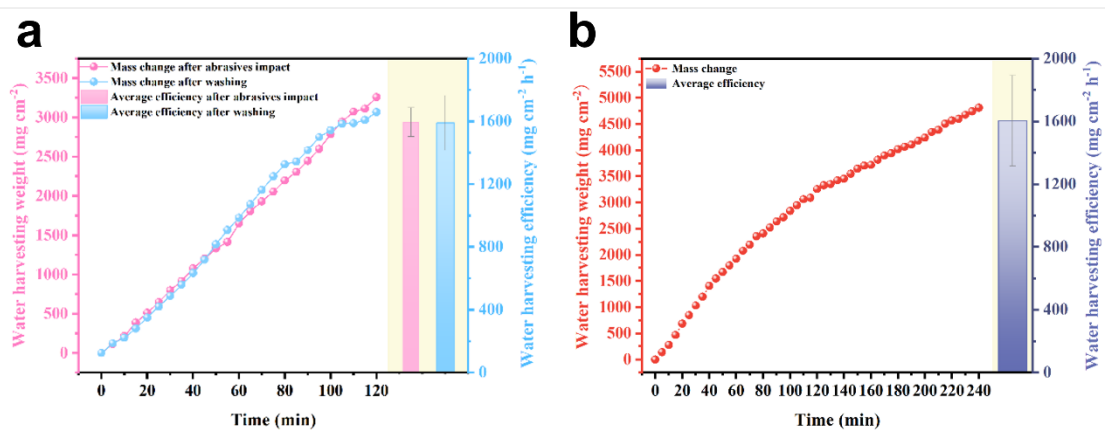 a
Water harvesting weight (mg cm⁻²)
3500
3000
2500
2000
1500
1000
500
0
Mass change after abrasives impact
Mass change after washing
Average efficiency after abrasives impact
Average efficiency after washing
2000
1600
1200
800
400
0
Water harvesting efficiency (mg cm⁻² h⁻¹)
0 20 40 60 80 100 120
Time (min)
b
Water harvesting weight (mg cm⁻²)
5500
5000
4500
4000
3500
3000
2500
2000
1500
1000
500
0
Mass change
Average efficiency
2000
1600
1200
800
400
0
Water harvesting efficiency (mg cm⁻² h⁻¹)
0 20 40 60 80 100 120 140 160 180 200 220 240
Time (min)